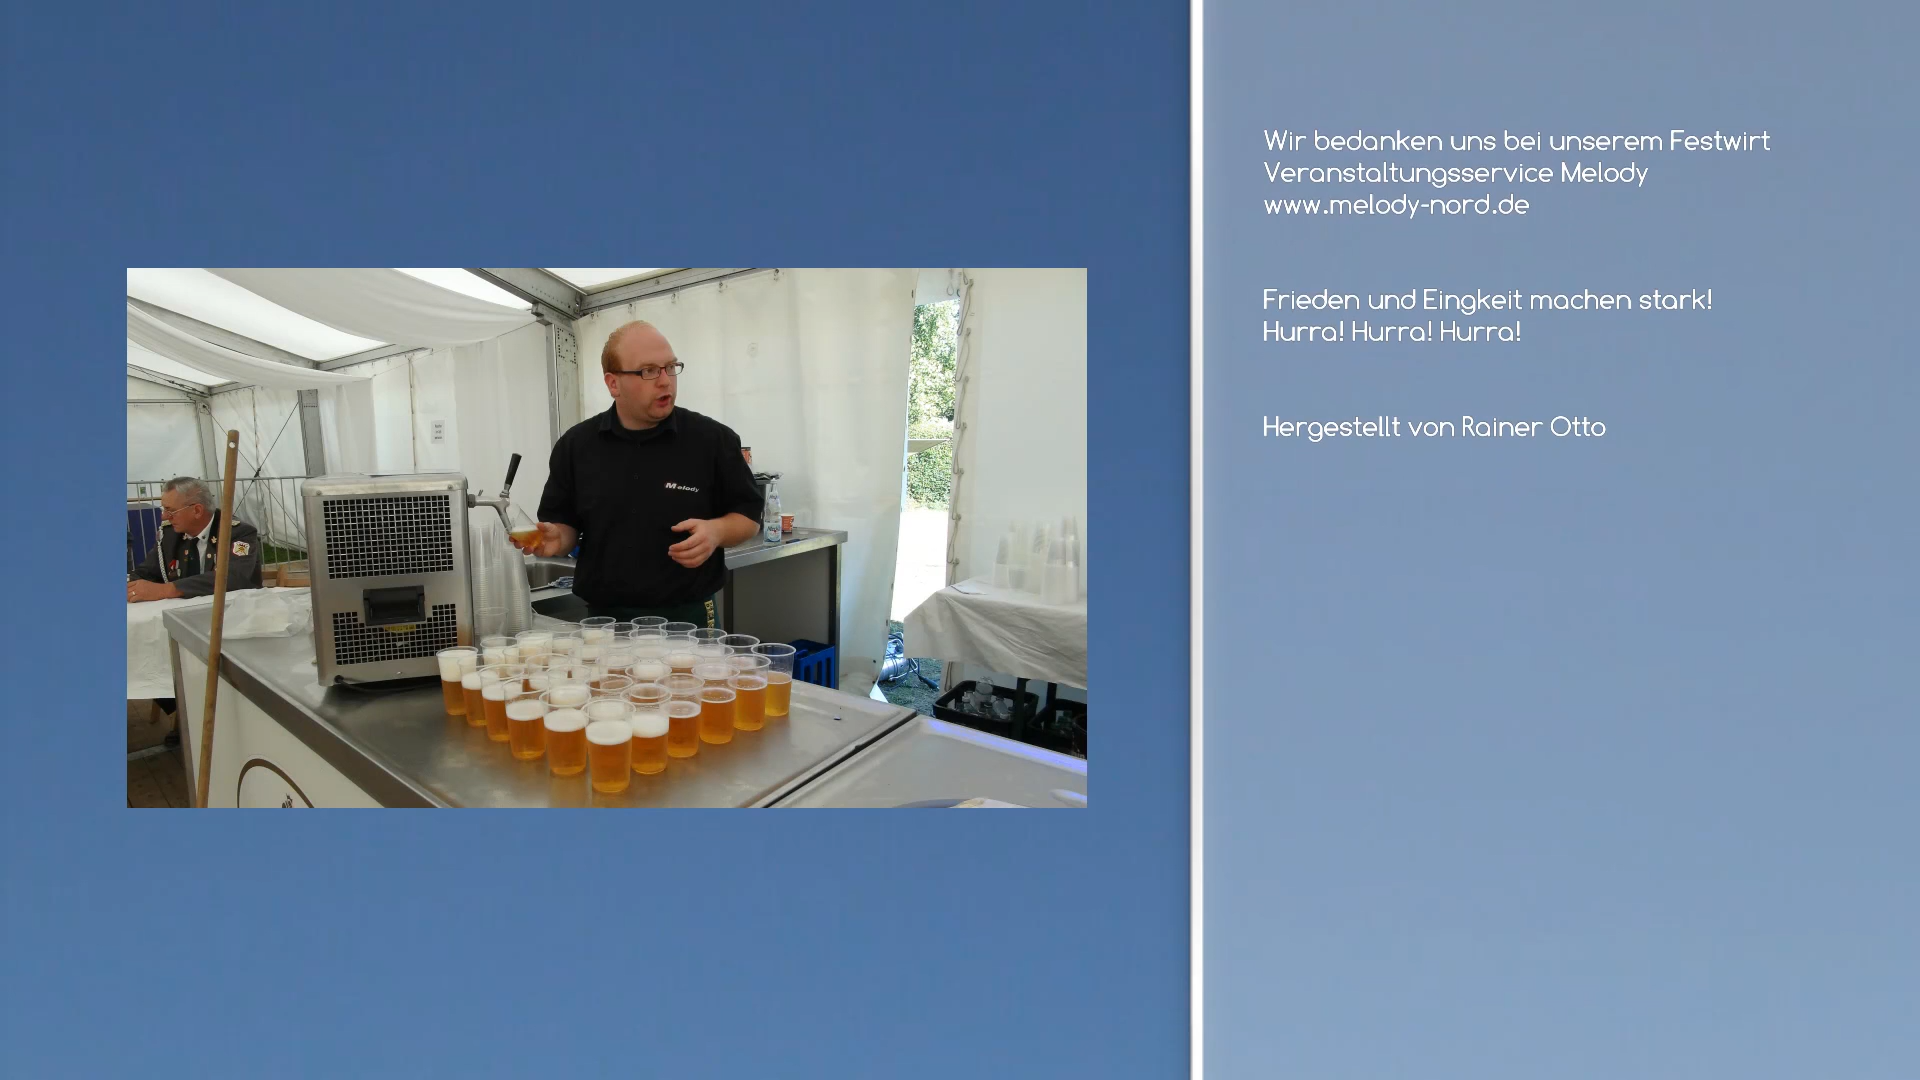 Wir bedanken uns bei unserem Festwirt
Veranstaltungsservice Melody
www.melody-nord.de
Frieden und Eingkeit machen stark!
Hurra! Hurra! Hurra!
Hergestellt von Rainer Otto
Melody